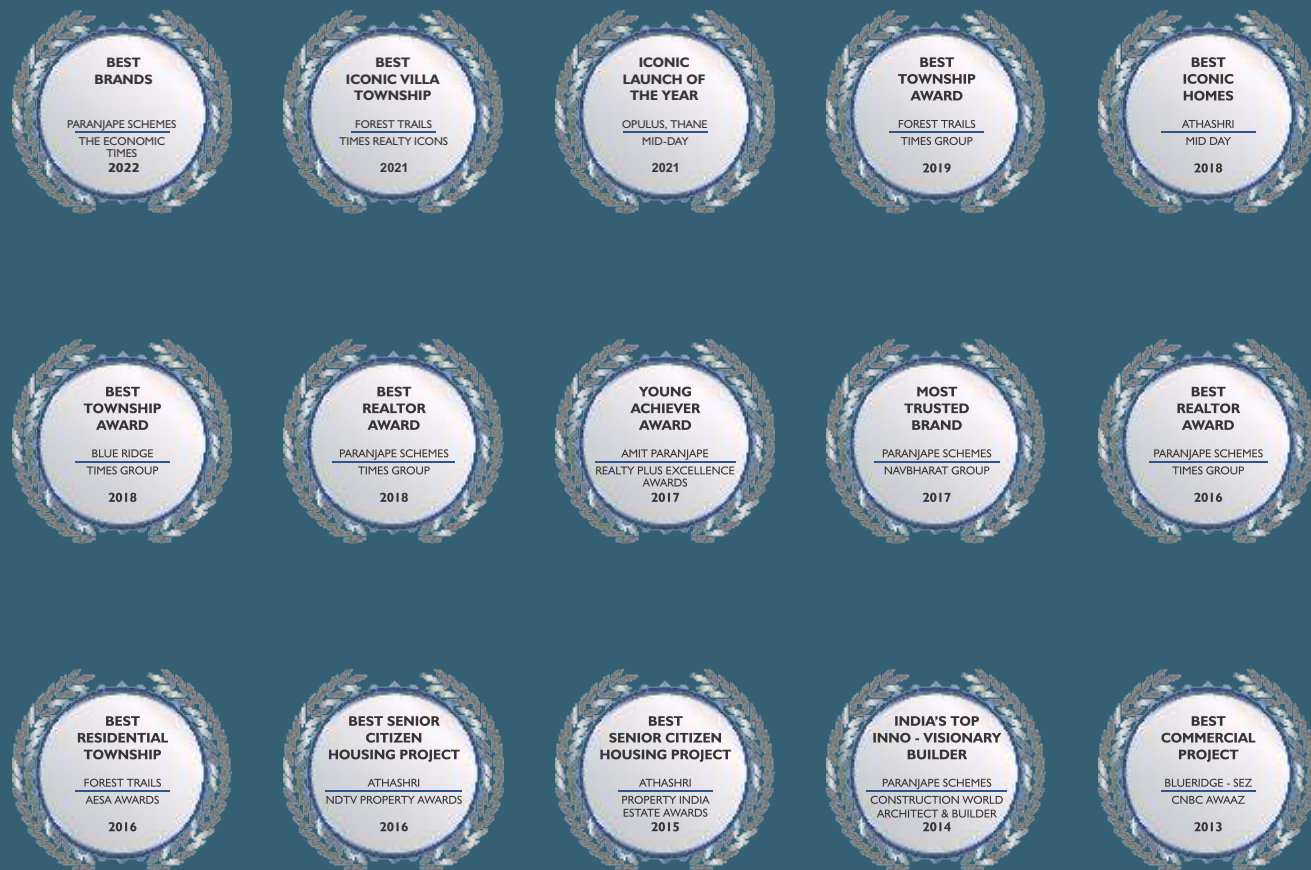 BEST
BRANDS
PARANJAPE SCHEMES
THE ECONOMIC
TIMES
2022
BEST
ICONIC VILLA
TOWNSHIP
FOREST TRAILS
TIMES REALTY ICONS
2021
ICONIC
LAUNCH OF
THE YEAR
OPULUS, THANE
MID-DAY
2021
BEST
TOWNSHIP
AWARD
FOREST TRAILS
TIMES GROUP
2019
BEST
ICONIC
HOMES
ATHASHRI
MID DAY
2018
BEST
TOWNSHIP
AWARD
BLUE RIDGE
TIMES GROUP
2018
BEST
REALTOR
AWARD
PARANJAPE SCHEMES
TIMES GROUP
2018
YOUNG
ACHIEVER
AWARD
AMIT PARANJAPE
REALTY PLUS EXCELLENCE
AWARDS
2017
MOST
TRUSTED
BRAND
PARANJAPE SCHEMES
NAVBHARAT GROUP
2017
BEST
REALTOR
AWARD
PARANJAPE SCHEMES
TIMES GROUP
2016
BEST
RESIDENTIAL
TOWNSHIP
FOREST TRAILS
AESA AWARDS
2016
BEST SENIOR
CITIZEN
HOUSING PROJECT
ATHASHRI
NDTV PROPERTY AWARDS
2016
BEST
SENIOR CITIZEN
HOUSING PROJECT
ATHASHRI
PROPERTY INDIA
ESTATE AWARDS
2015
INDIA'S TOP
INNO - VISIONARY
BUILDER
PARANJAPE SCHEMES
CONSTRUCTION WORLD
ARCHITECT & BUILDER
2014
BEST
COMMERCIAL
PROJECT
BLUERIDGE - SEZ
CNBC AWAAZ
2013